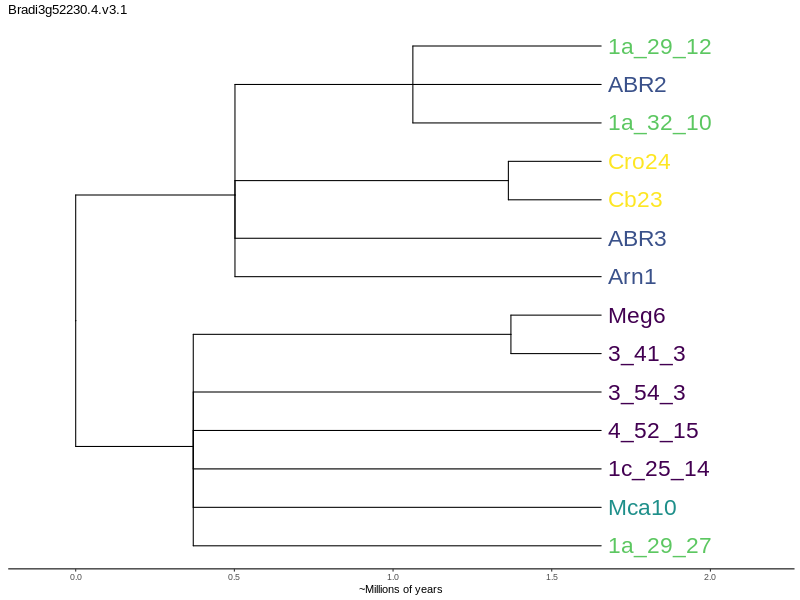 Bradi3g52230.4.v3.1
1a_29_12
ABR2
1a_32_10
Cro24
Cb23
ABR3
Arn1
Meg6
3_41_3
3_54_3
4_52_15
1c_25_14
Mca10
1a_29_27
0.0 0.5 1.0 1.5 2.0
~Millions of years